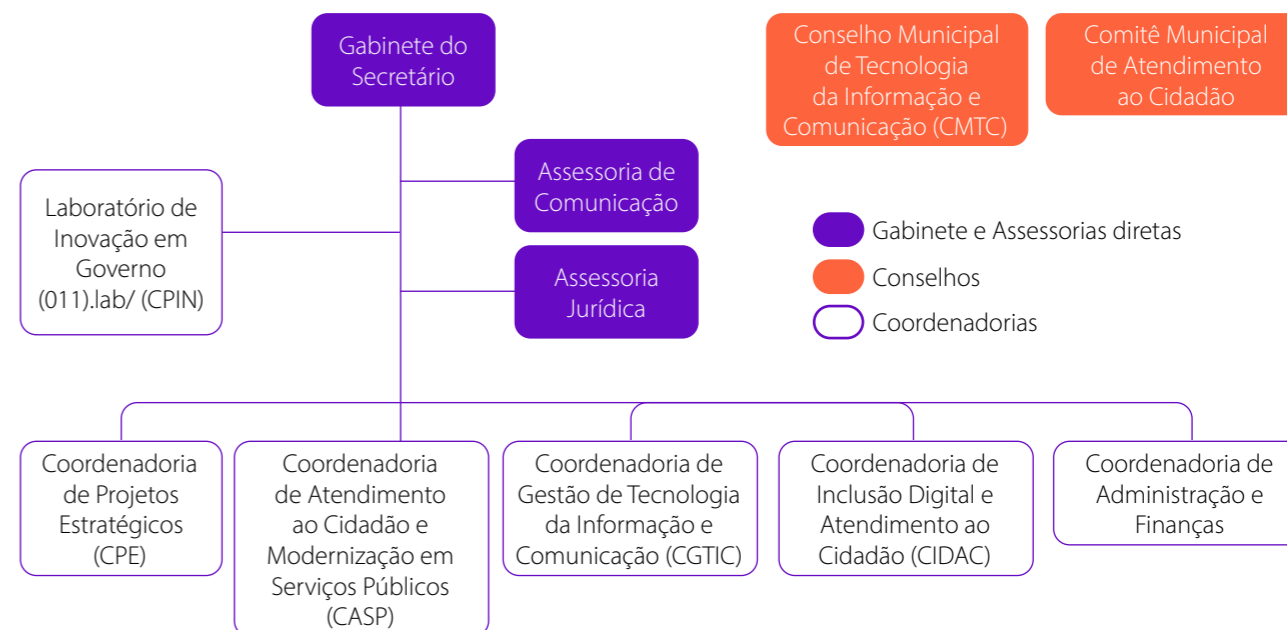 Gabinete do
Secretário
Conselho Municipal
de Tecnologia
da Informação e
Comunicação (CMTC)
Comitê Municipal
de Atendimento
ao Cidadão
Assessoria de
Comunicação
Laboratório de
Inovação em
Governo
(011).lab/ (CPIN)
Assessoria
Jurídica
Gabinete e Assessorias diretas
Conselhos
Coordenadorias
Coordenadoria
de Projetos
Estratégicos
(CPE)
Coordenadoria
de Atendimento
ao Cidadão e
Modernização em
Serviços Públicos
(CASP)
Coordenadoria de
Gestão de Tecnologia
da Informação e
Comunicação (CGTIC)
Coordenadoria de
Inclusão Digital e
Atendimento ao
Cidadão (CIDAC)
Coordenadoria de
Administração e
Finanças